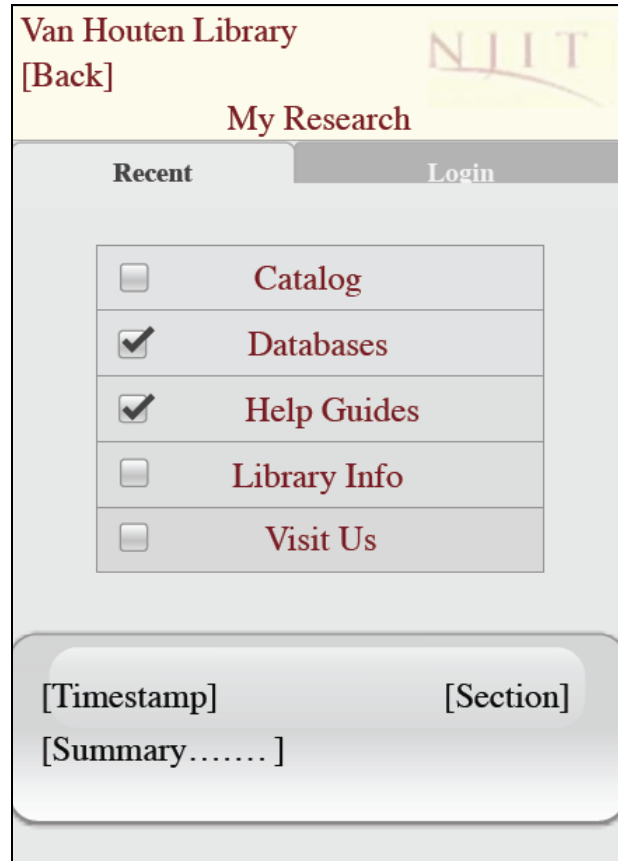 Van Houten Library
NJIT
[Back]
My Research
Recent Login
Catalog
Databases
Help Guides
Library Info
Visit Us
[Timestamp] [Section]
[Summary....... ]